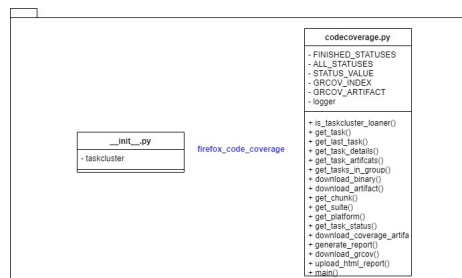 codecoverage.py
- FINISHED_STATUSES
- ALL_STATUSES
- STATUS_VALUE
- GRCOV_INDEX
- GRCOV_ARTIFACT
- logger
+ is_taskcluster_loaner()
+ get_task()
+ get_last_task()
+ get_task_details()
+ get_task_artifcats()
+ get_tasks_in_group()
+ download_binary()
+ download_artifact()
+ get_chunk()
+ get_suite()
+ get_platform()
+ get_task_status()
+ download_coverage_artifa
+ generate_report()
+ download_grcov()
+ upload_html_report()
+ main()
__init__.py
- taskcluster
firefox_code_coverage